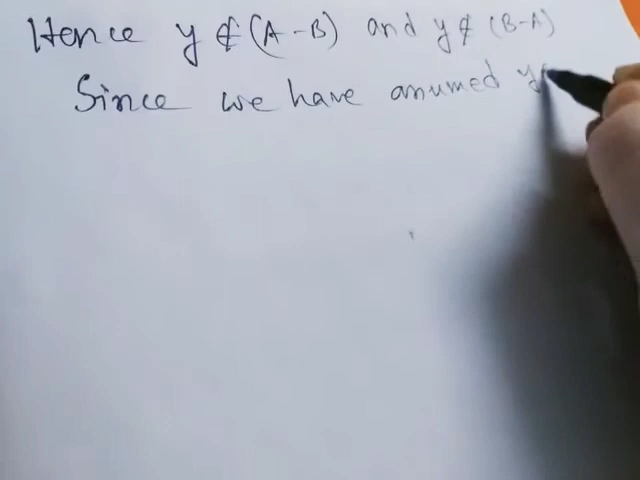 Hence y ∉ (A - B) and y ∉ (B - A)
Since we have assumed y